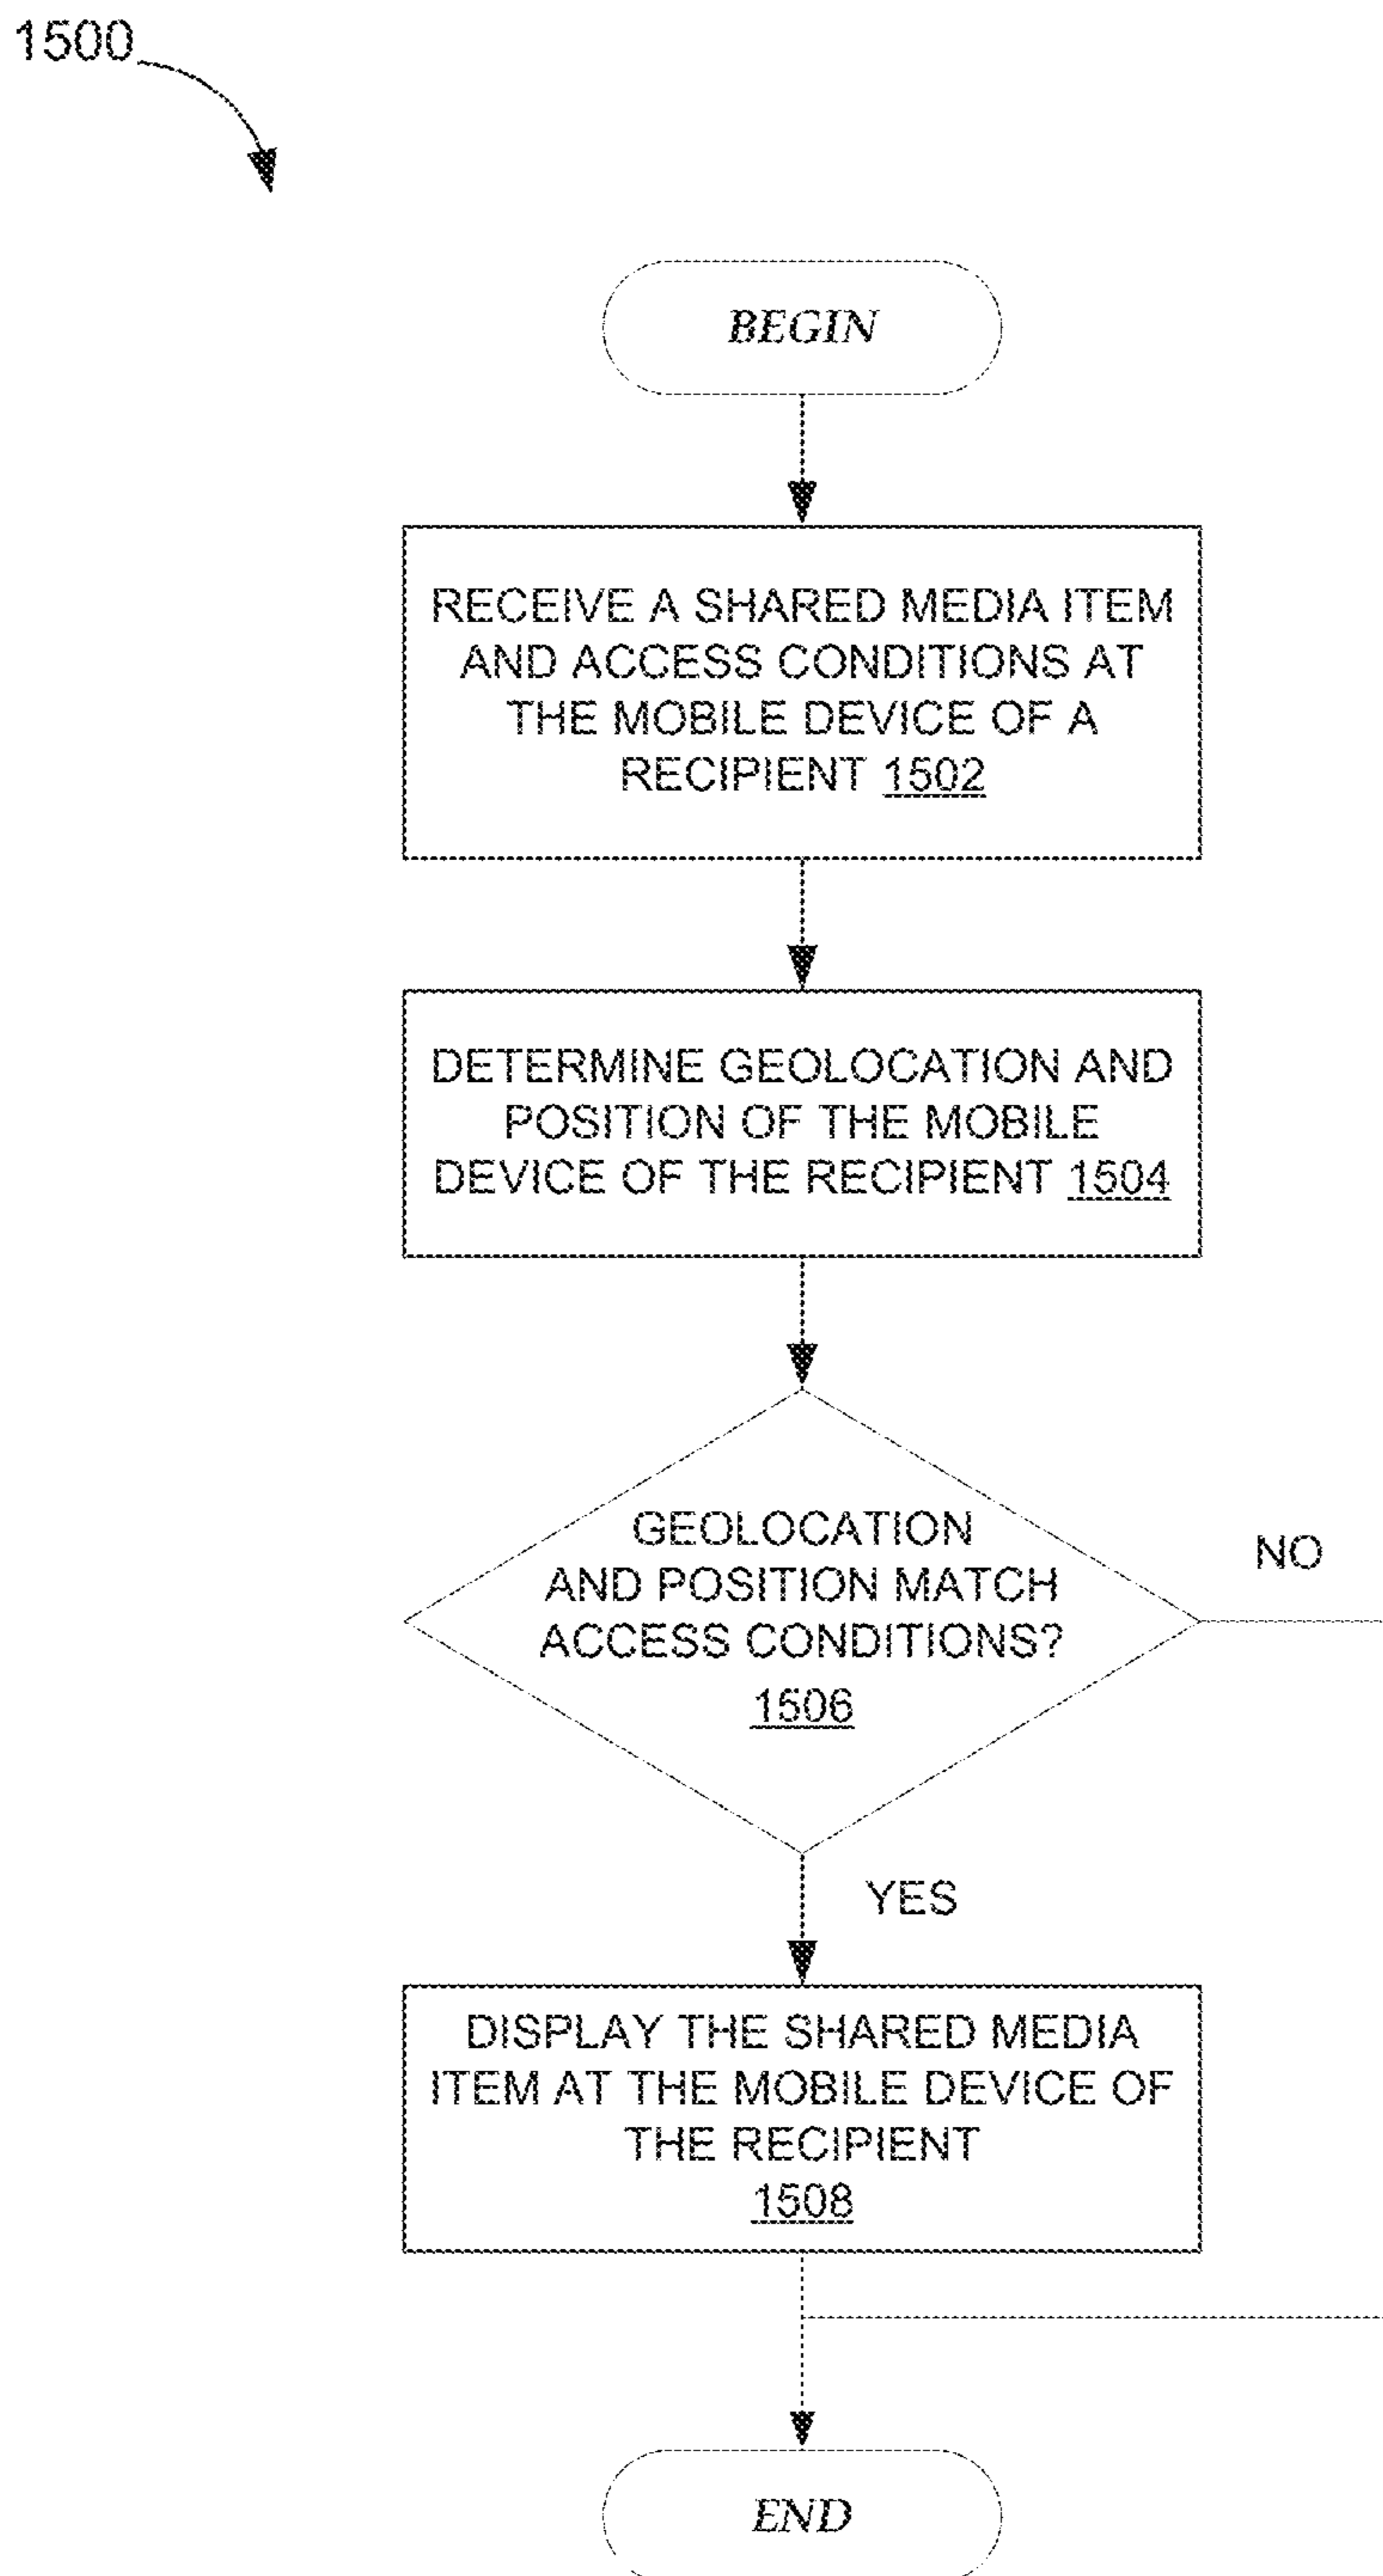 1500
BEGIN
RECEIVE A SHARED MEDIA ITEM
AND ACCESS CONDITIONS AT
THE MOBILE DEVICE OF A
RECIPIENT 1502
DETERMINE GEOLOCATION AND
POSITION OF THE MOBILE
DEVICE OF THE RECIPIENT 1504
GEOLOCATION
AND POSITION MATCH
ACCESS CONDITIONS?
1506
NO
YES
DISPLAY THE SHARED MEDIA
ITEM AT THE MOBILE DEVICE OF
THE RECIPIENT
1508
END